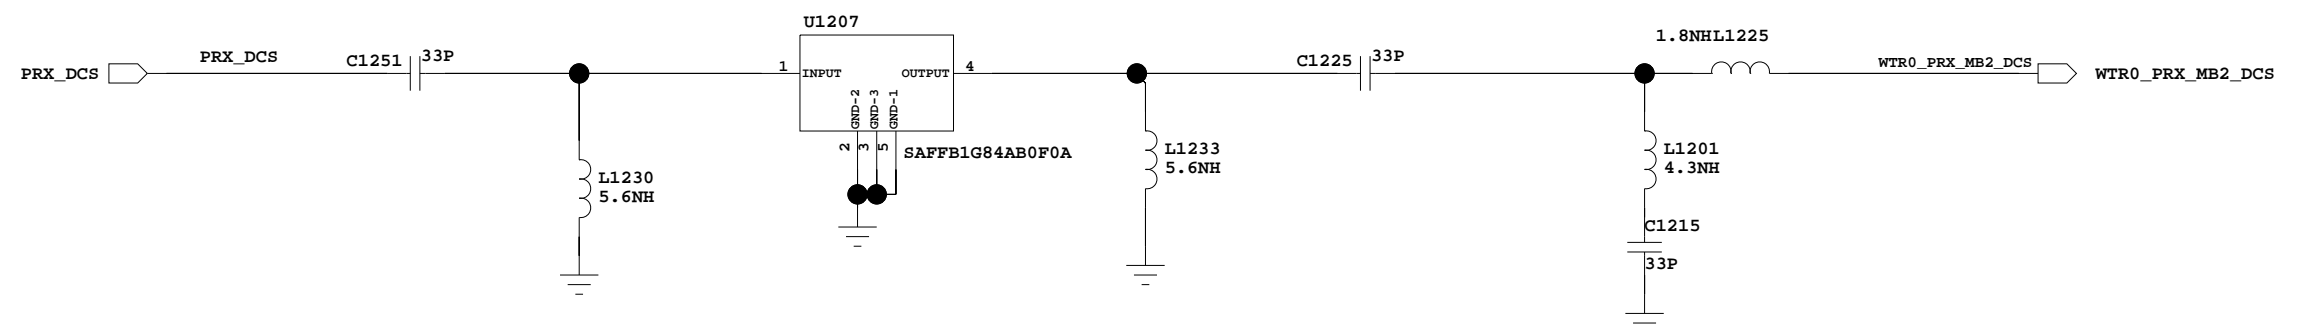 U1207
1.8NHL1225
PRX_DCS
PRX_DCS
C1251
33P
1
INPUT
OUTPUT
4
C1225
33P
WTR0_PRX_MB2_DCS
WTR0_PRX_MB2_DCS
GND-2
GND-3
GND-1
2
3
5
SAFFB1G84AB0F0A
L1233
5.6NH
L1201
4.3NH
L1230
5.6NH
C1215
33P